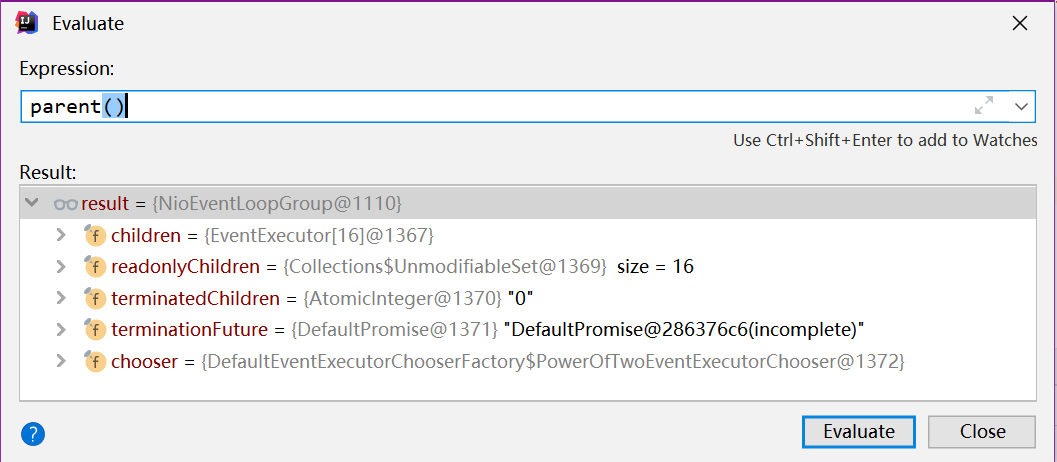 Evaluate
Expression:
parent()
Use Ctrl+Shift+Enter to add to Watches
Result:
result = {NioEventLoopGroup@1110}
children = {EventExecutor[16]@1367}
readonlyChildren = {Collections$UnmodifiableSet@1369} size = 16
terminatedChildren = {AtomicInteger@1370} "0"
terminationFuture = {DefaultPromise@1371} "DefaultPromise@286376c6(incomplete)"
chooser = {DefaultEventExecutorChooserFactory$PowerOfTwoEventExecutorChooser@1372}
Evaluate Close